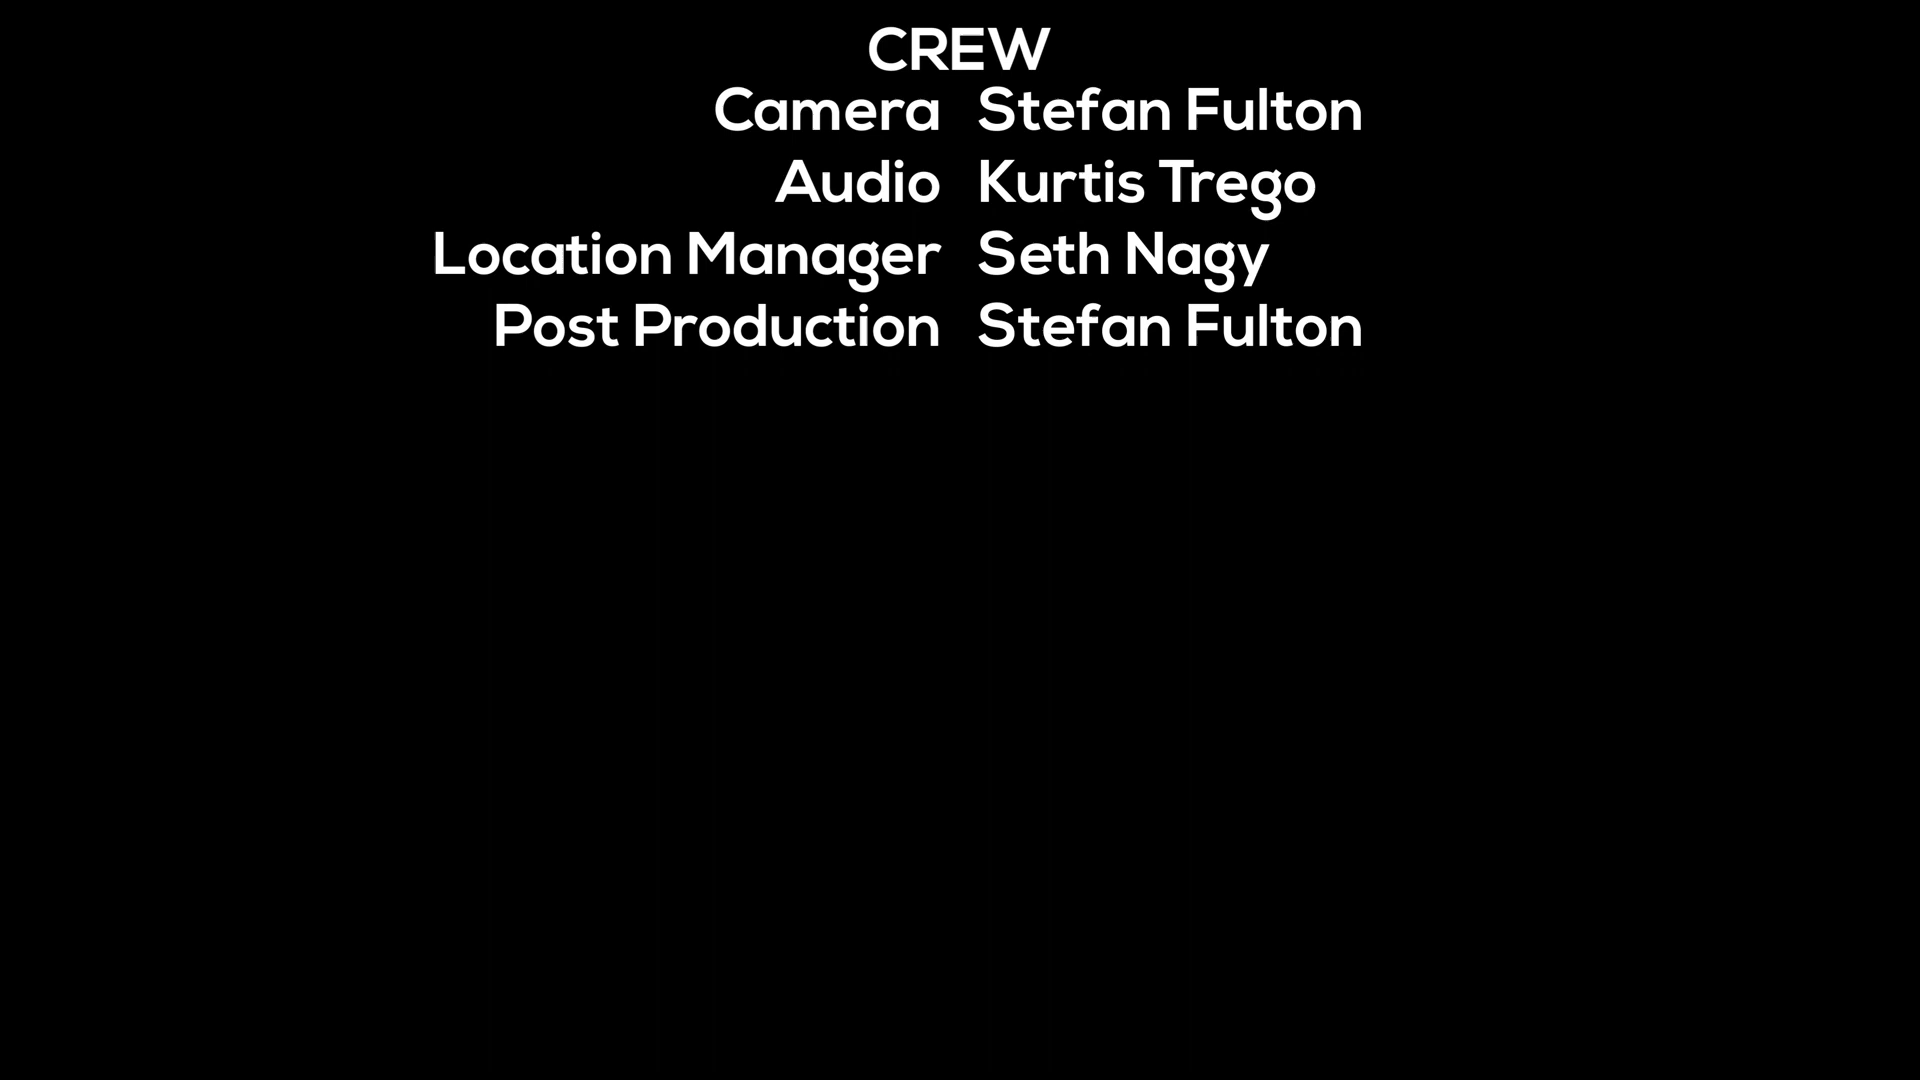 CREW
Camera Stefan Fulton
Audio Kurtis Trego
Location Manager Seth Nagy
Post Production Stefan Fulton